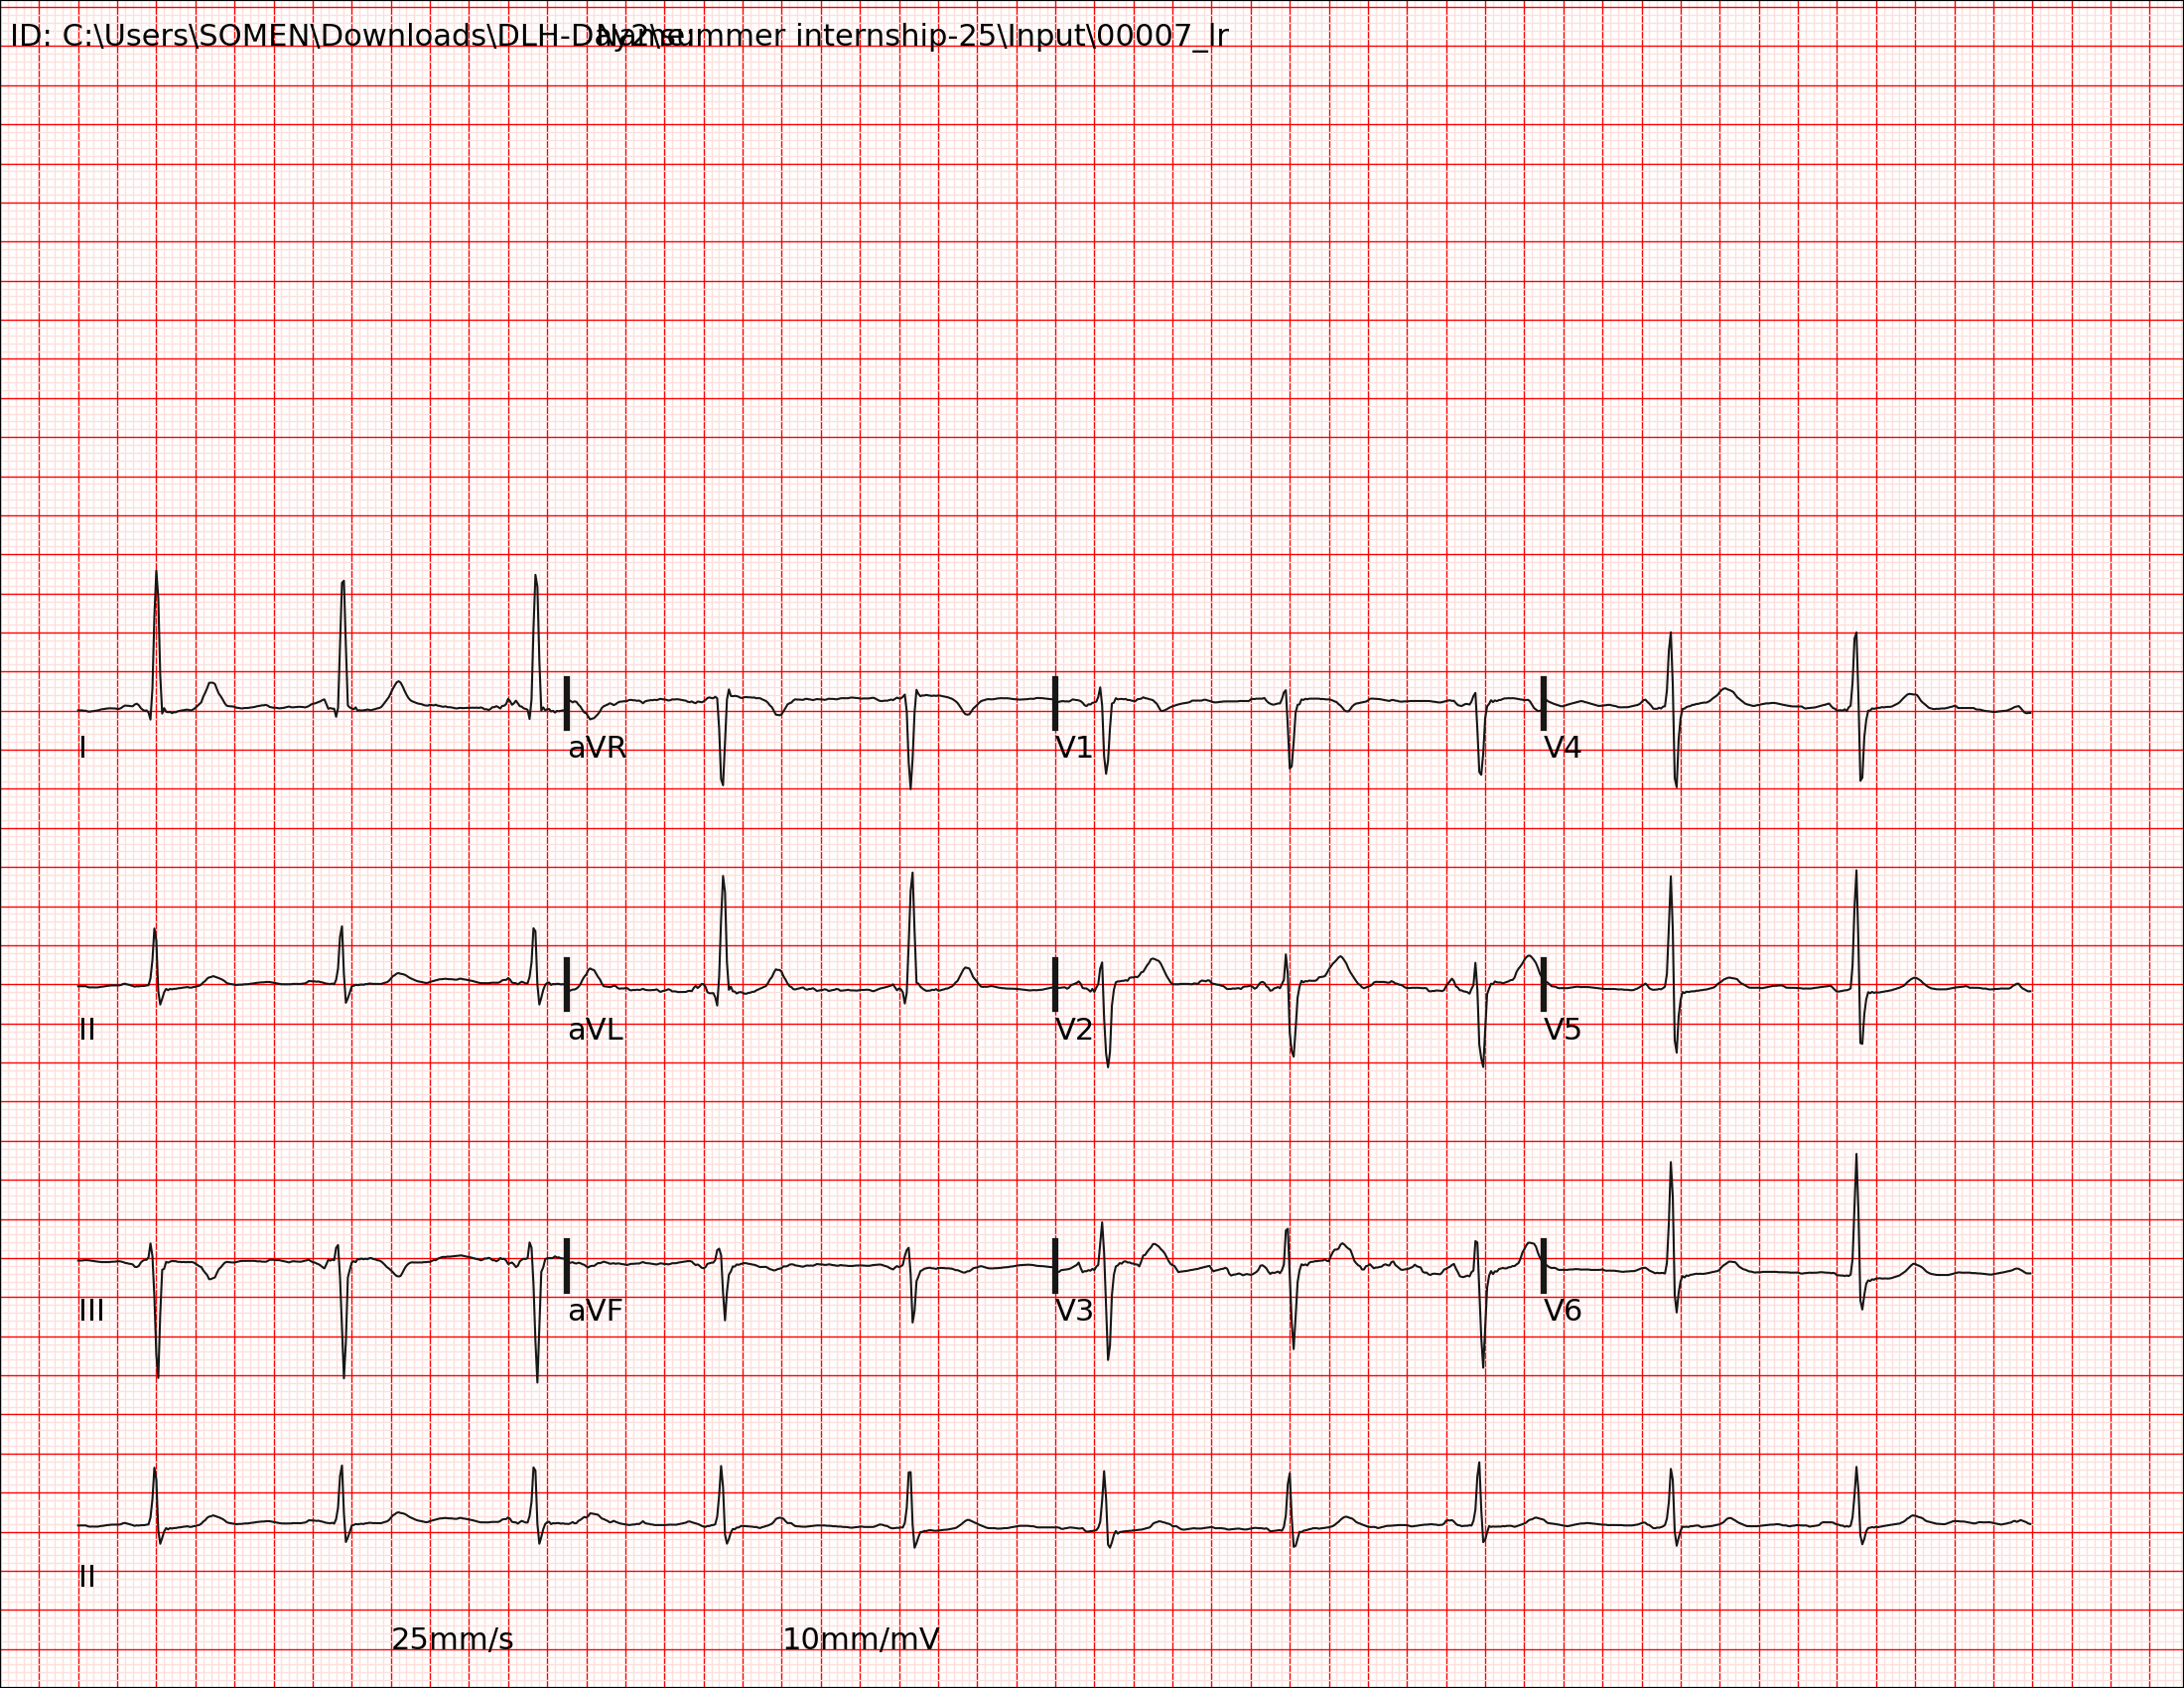 ID: C:\Users\SOMEN\Downloads\DLH-Day2\summer internship-25\Input\00007_lr Name:
I aVR V1 V4
II aVL V2 V5
III aVF V3 V6
II
25mm/s 10mm/mV